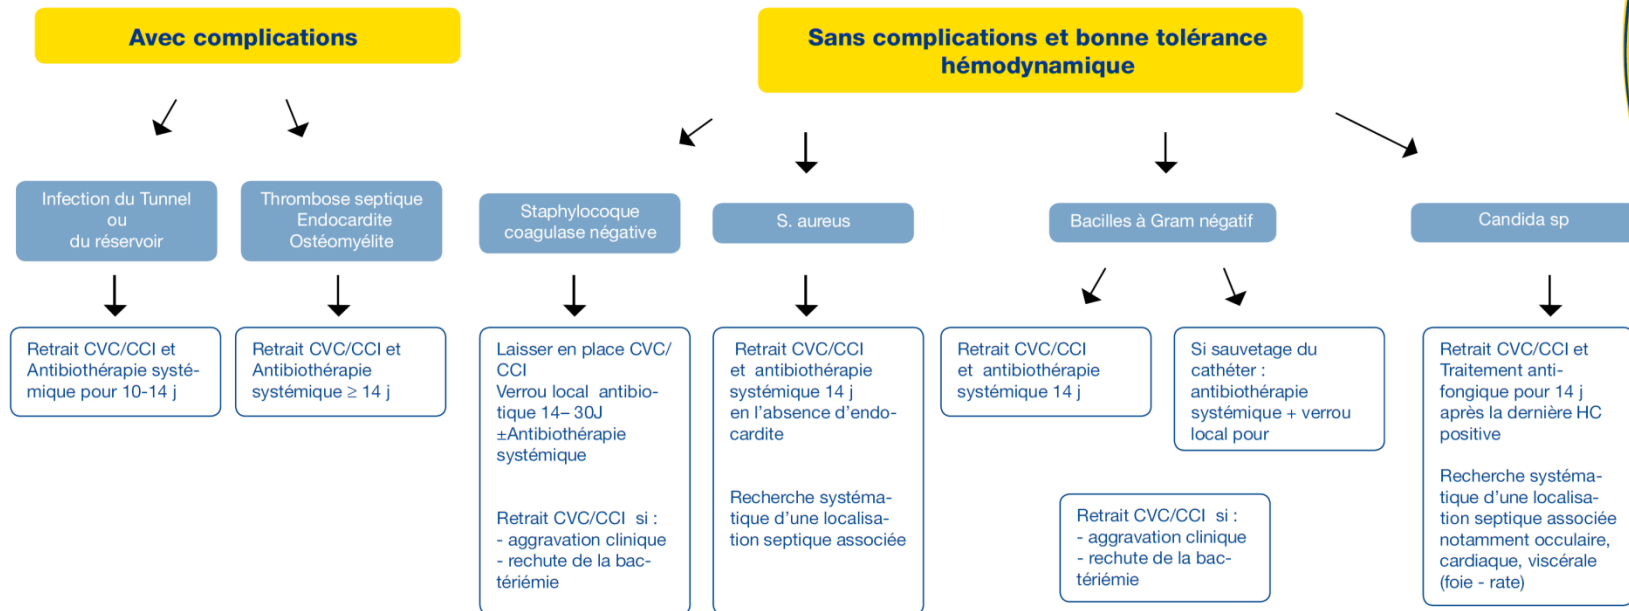 Avec complications
Sans complications et bonne tolérance
hémodynamique
Infection du Tunnel
ou
du réservoir
Thrombose septique
Endocardite
Ostéomyélite
Staphylocoque
coagulase négative
S. aureus
Bacilles à Gram négatif
Candida sp
Retrait CVC/CCI et
Antibiothérapie systé-
mique pour 10-14 j
Retrait CVC/CCI et
Antibiothérapie
systémique ≥ 14 j
Laisser en place CVC/
CCI
Verrou local antibio-
tique 14– 30J
±Antibiothérapie
systémique
Retrait CVC/CCI si :
- aggravation clinique
- rechute de la bac-
tériémie
Retrait CVC/CCI
et antibiothérapie
systémique 14 j
en l'absence d'endo-
cardite
Recherche systéma-
tique d'une localisa-
tion septique associée
Retrait CVC/CCI
et antibiothérapie
systémique 14 j
Si sauvetage du
cathéter :
antibiothérapie
systémique + verrou
local pour
Retrait CVC/CCI si :
- aggravation clinique
- rechute de la bac-
tériémie
Retrait CVC/CCI et
Traitement anti-
fongique pour 14 j
après la dernière HC
positive
Recherche systéma-
tique d'une localisa-
tion septique associée
notamment occulaire,
cardiaque, viscérale
(foie - rate)